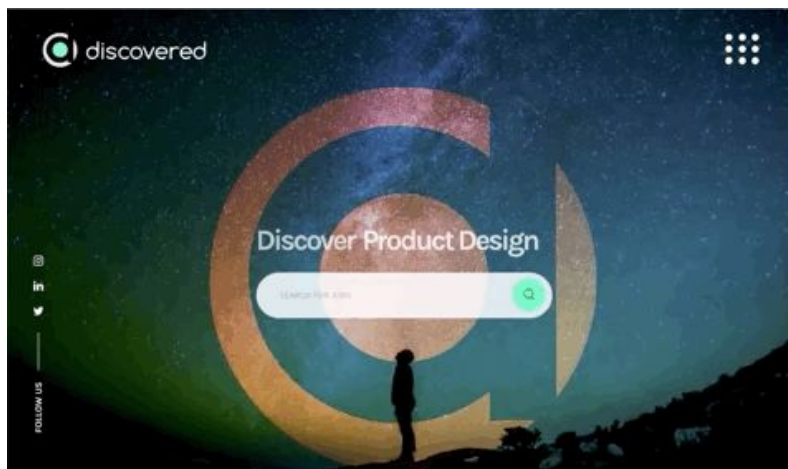 discovered
Discover Product Design
SEARCH FOR JOBS
FOLLOW US